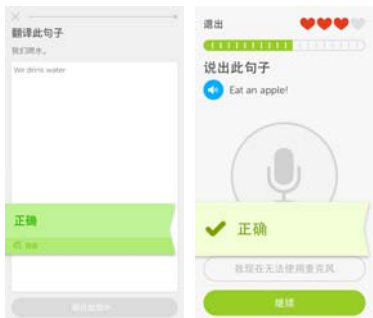 翻译此句子
我们喝水。
We drink water
正确
退出
说出此句子
Eat an apple!
正确
我现在无法使用麦克风
继续